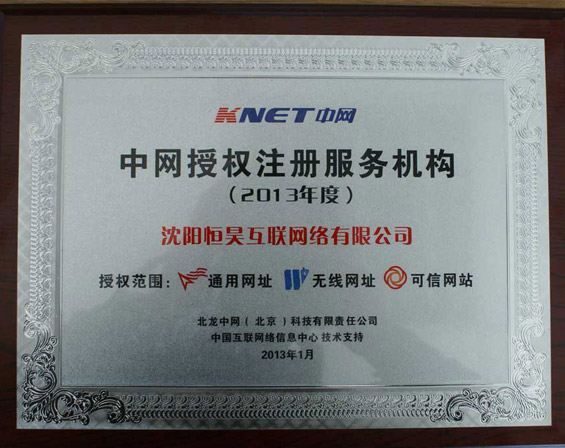 KNET中网
中网授权注册服务机构
（2013年度）
沈阳恒昊互联网络有限公司
授权范围：通用网址 无线网址 可信网站
北龙中网（北京）科技有限责任公司
中国互联网络信息中心 技术支持
2013年1月